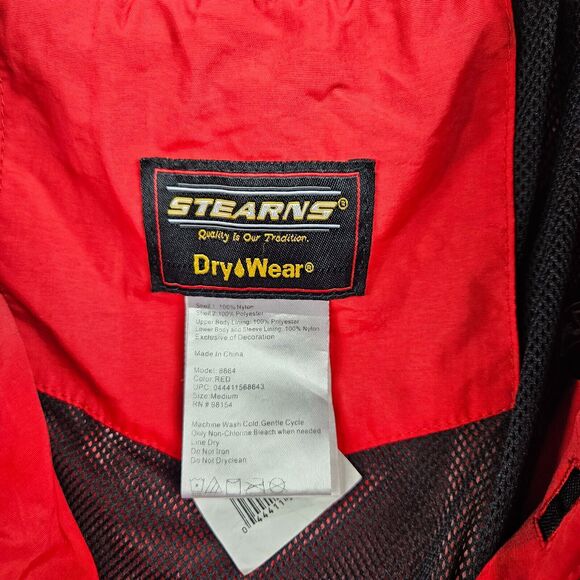 STEARNS®
Quality Is Our Tradition.
Dry Wear®
Shell 1: 100% Nylon
Shell 2: 100% Polyester
Upper Body Lining: 100% Polyester
Lower Body and Sleeve Lining: 100% Nylon
Exclusive of Decoration
Made In China
Model: 8664
Color: RED
UPC: 044411568643
Size: Medium
RN # 98154
Machine Wash Cold, Gentle Cycle
Olny Non-Chlorine Bleach when needed
Line Dry
Do Not Iron
Do Not Dryclean